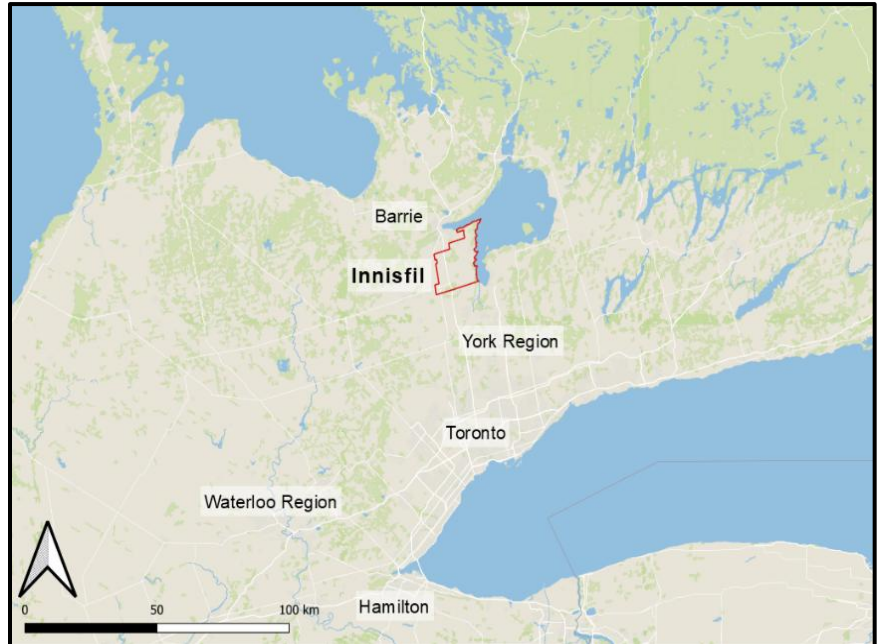 Barrie
Innisfil
York Region
Toronto
Waterloo Region
Hamilton
0 50 100 km